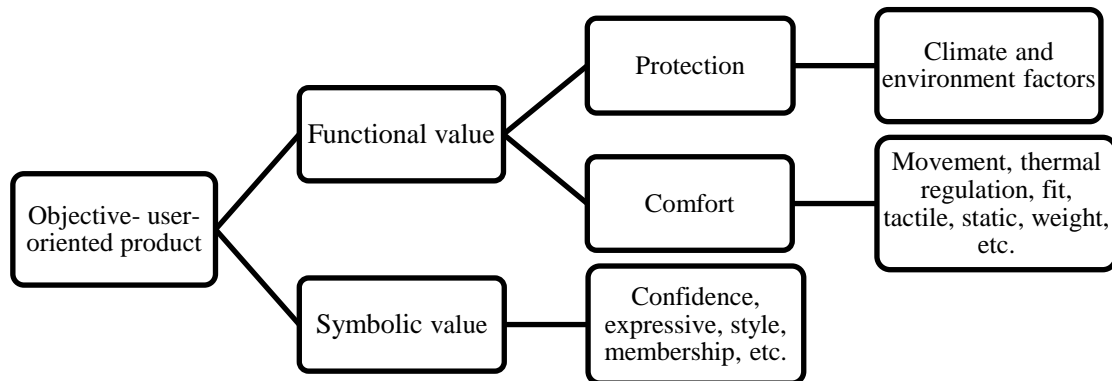 Objective- user-
oriented product
Functional value
Symbolic value
Protection
Comfort
Confidence,
expressive, style,
membership, etc.
Climate and
environment factors
Movement, thermal
regulation, fit,
tactile, static, weight,
etc.